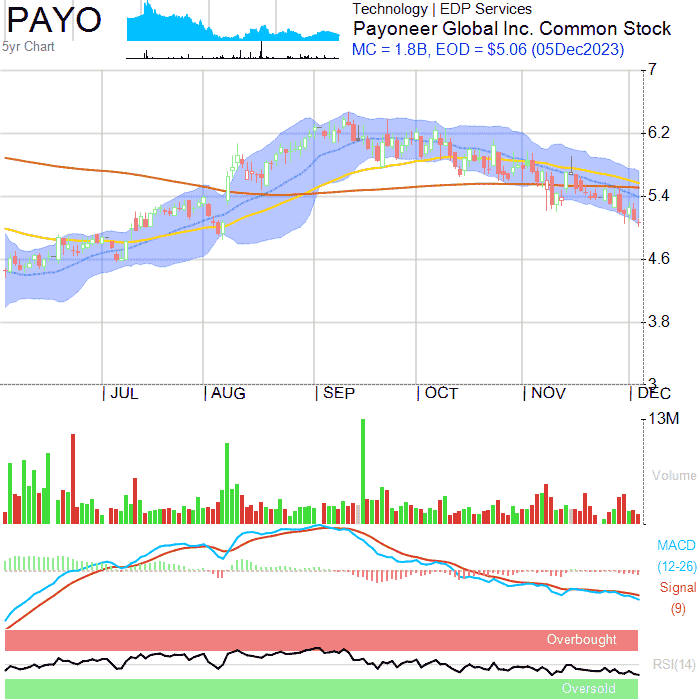 PAYO
5yr Chart
Technology | EDP Services
Payoneer Global Inc. Common Stock
MC = 1.8B, EOD = $5.06 (05Dec2023)
7
6.2
5.4
4.6
3.8
3
JUL
AUG
SEP
OCT
NOV
DEC
13M
Volume
MACD
(12-26)
Signal
(9)
Overbought
RSI(14)
Oversold